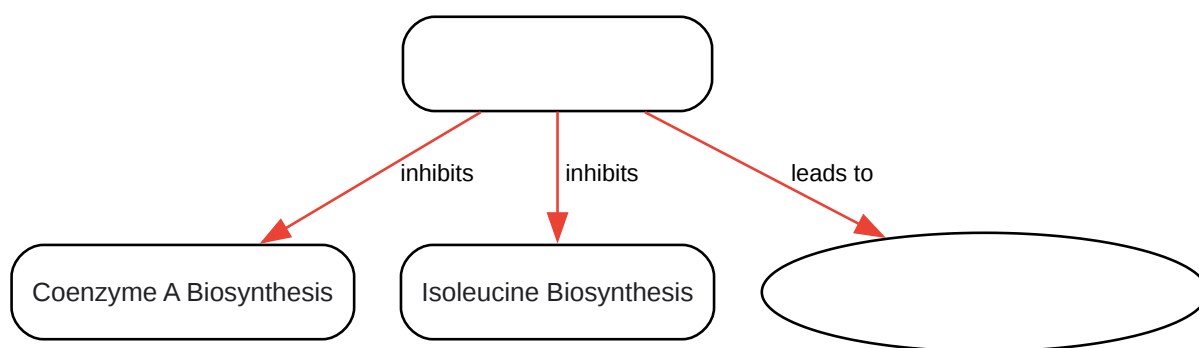 inhibits
inhibits
leads to
Coenzyme A Biosynthesis
Isoleucine Biosynthesis